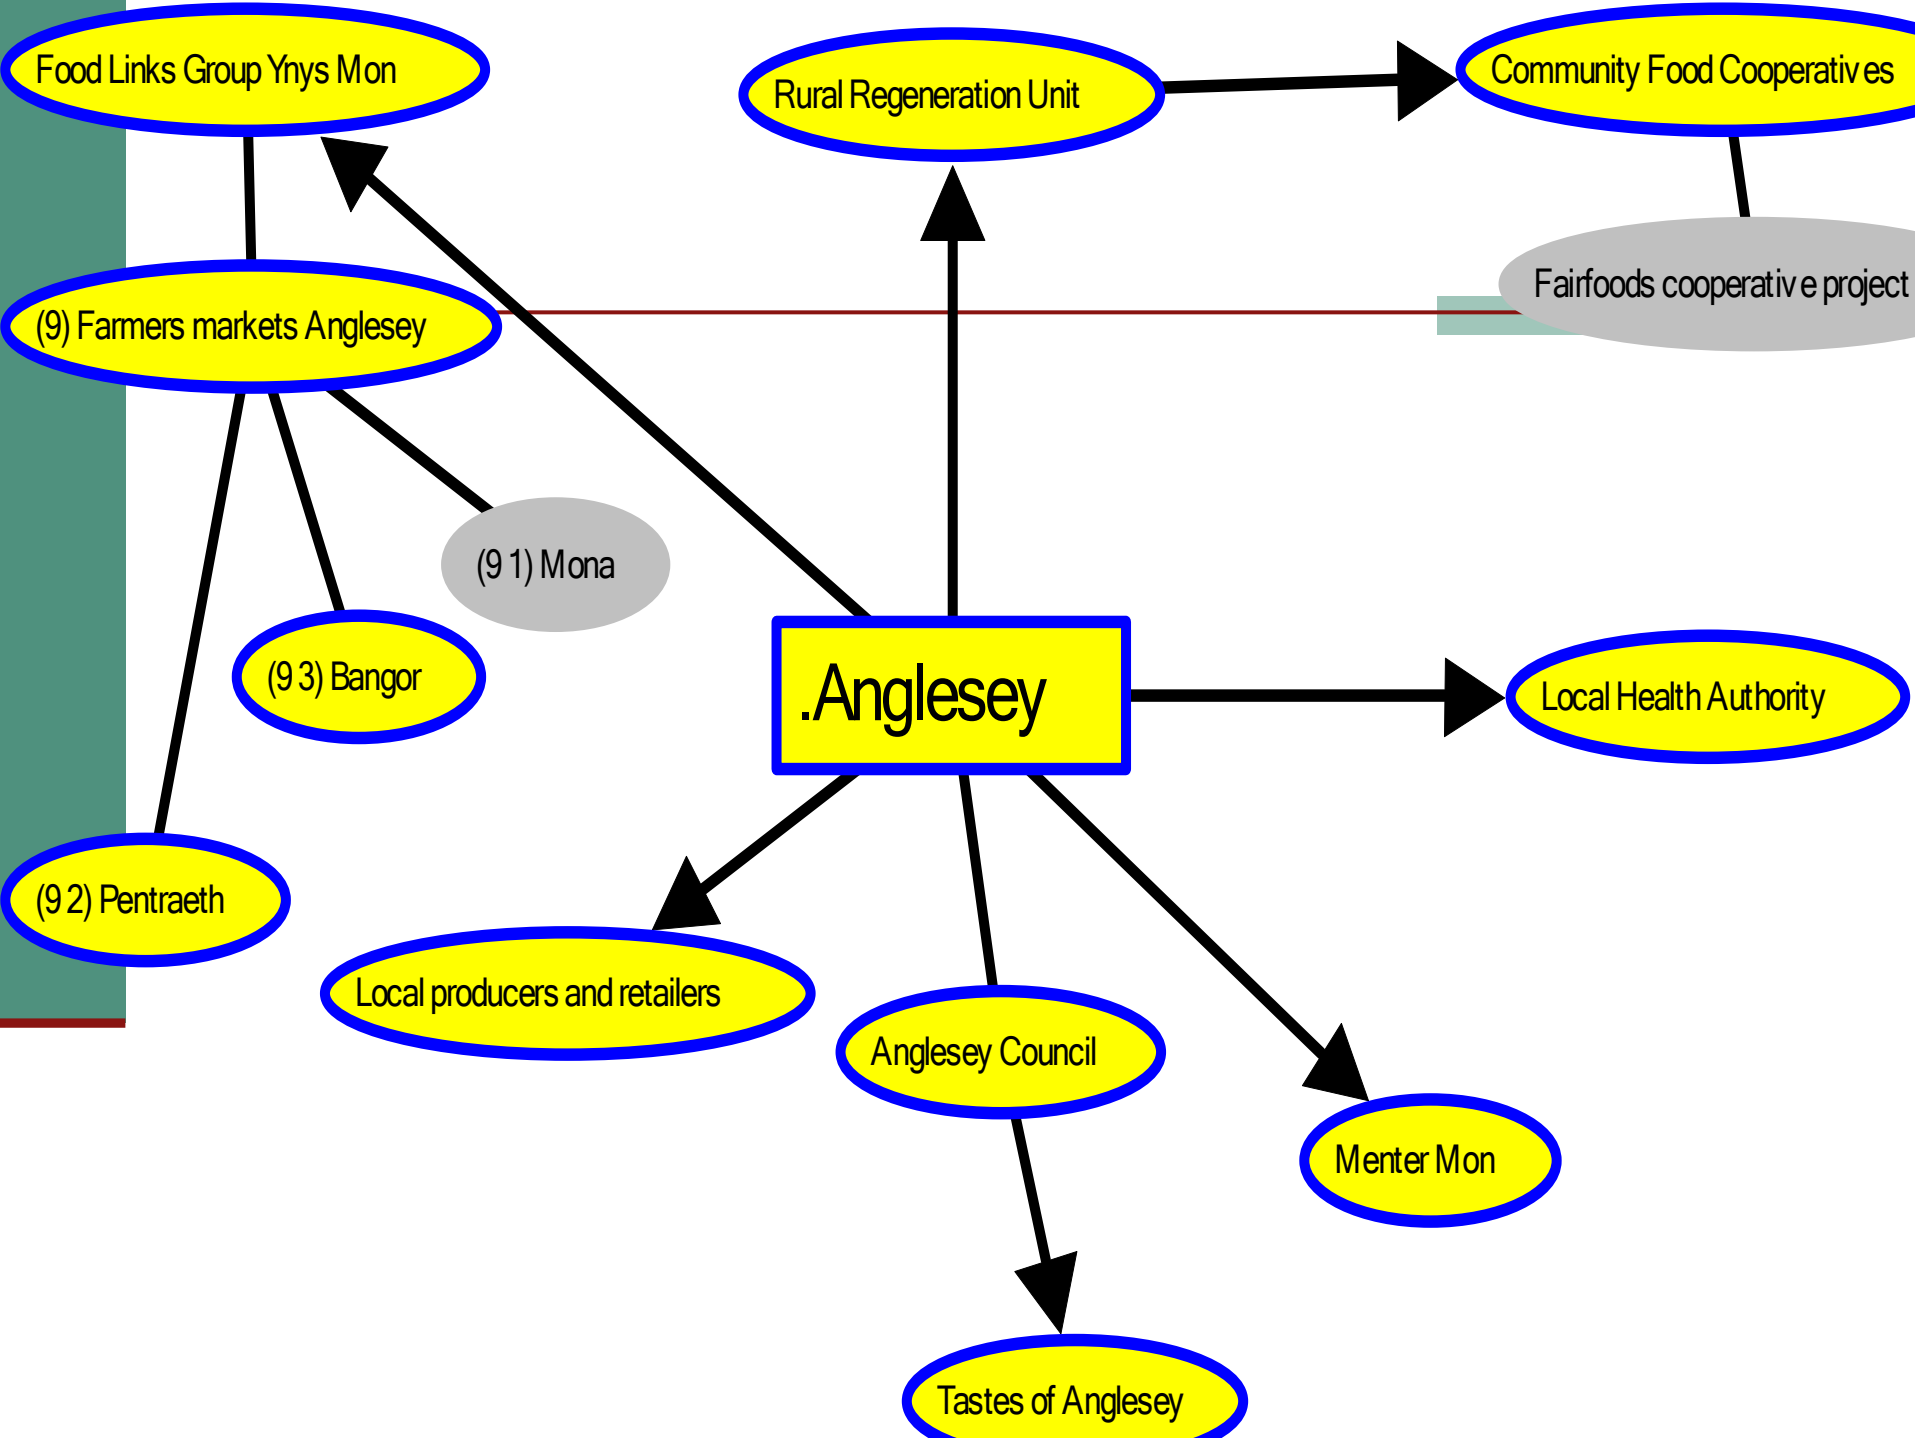 Food Links Group Ynys Mon
Rural Regeneration Unit
Community Food Cooperatives
(9) Farmers markets Anglesey
Fairfoods cooperative project
(9 1) Mona
(9 3) Bangor
.Anglesey
Local Health Authority
(9 2) Pentraeth
Local producers and retailers
Anglesey Council
Menter Mon
Tastes of Anglesey